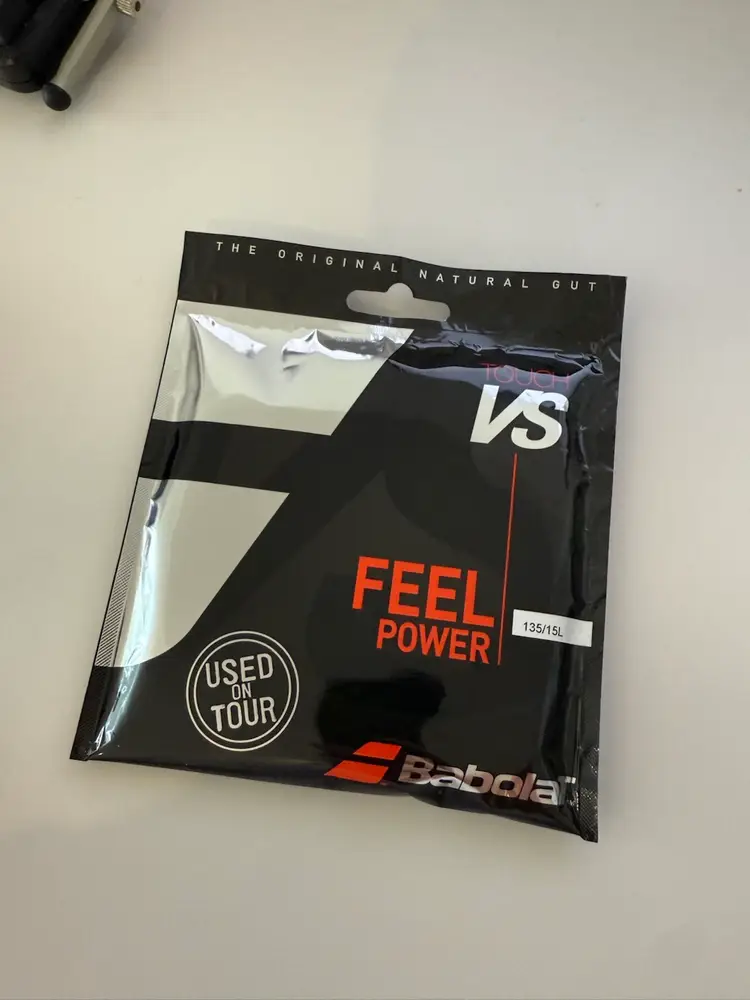 THE ORIGINAL NATURAL GUT
TOUCH
VS
FEEL
POWER
135/15L
USED
ON
TOUR
Babolat